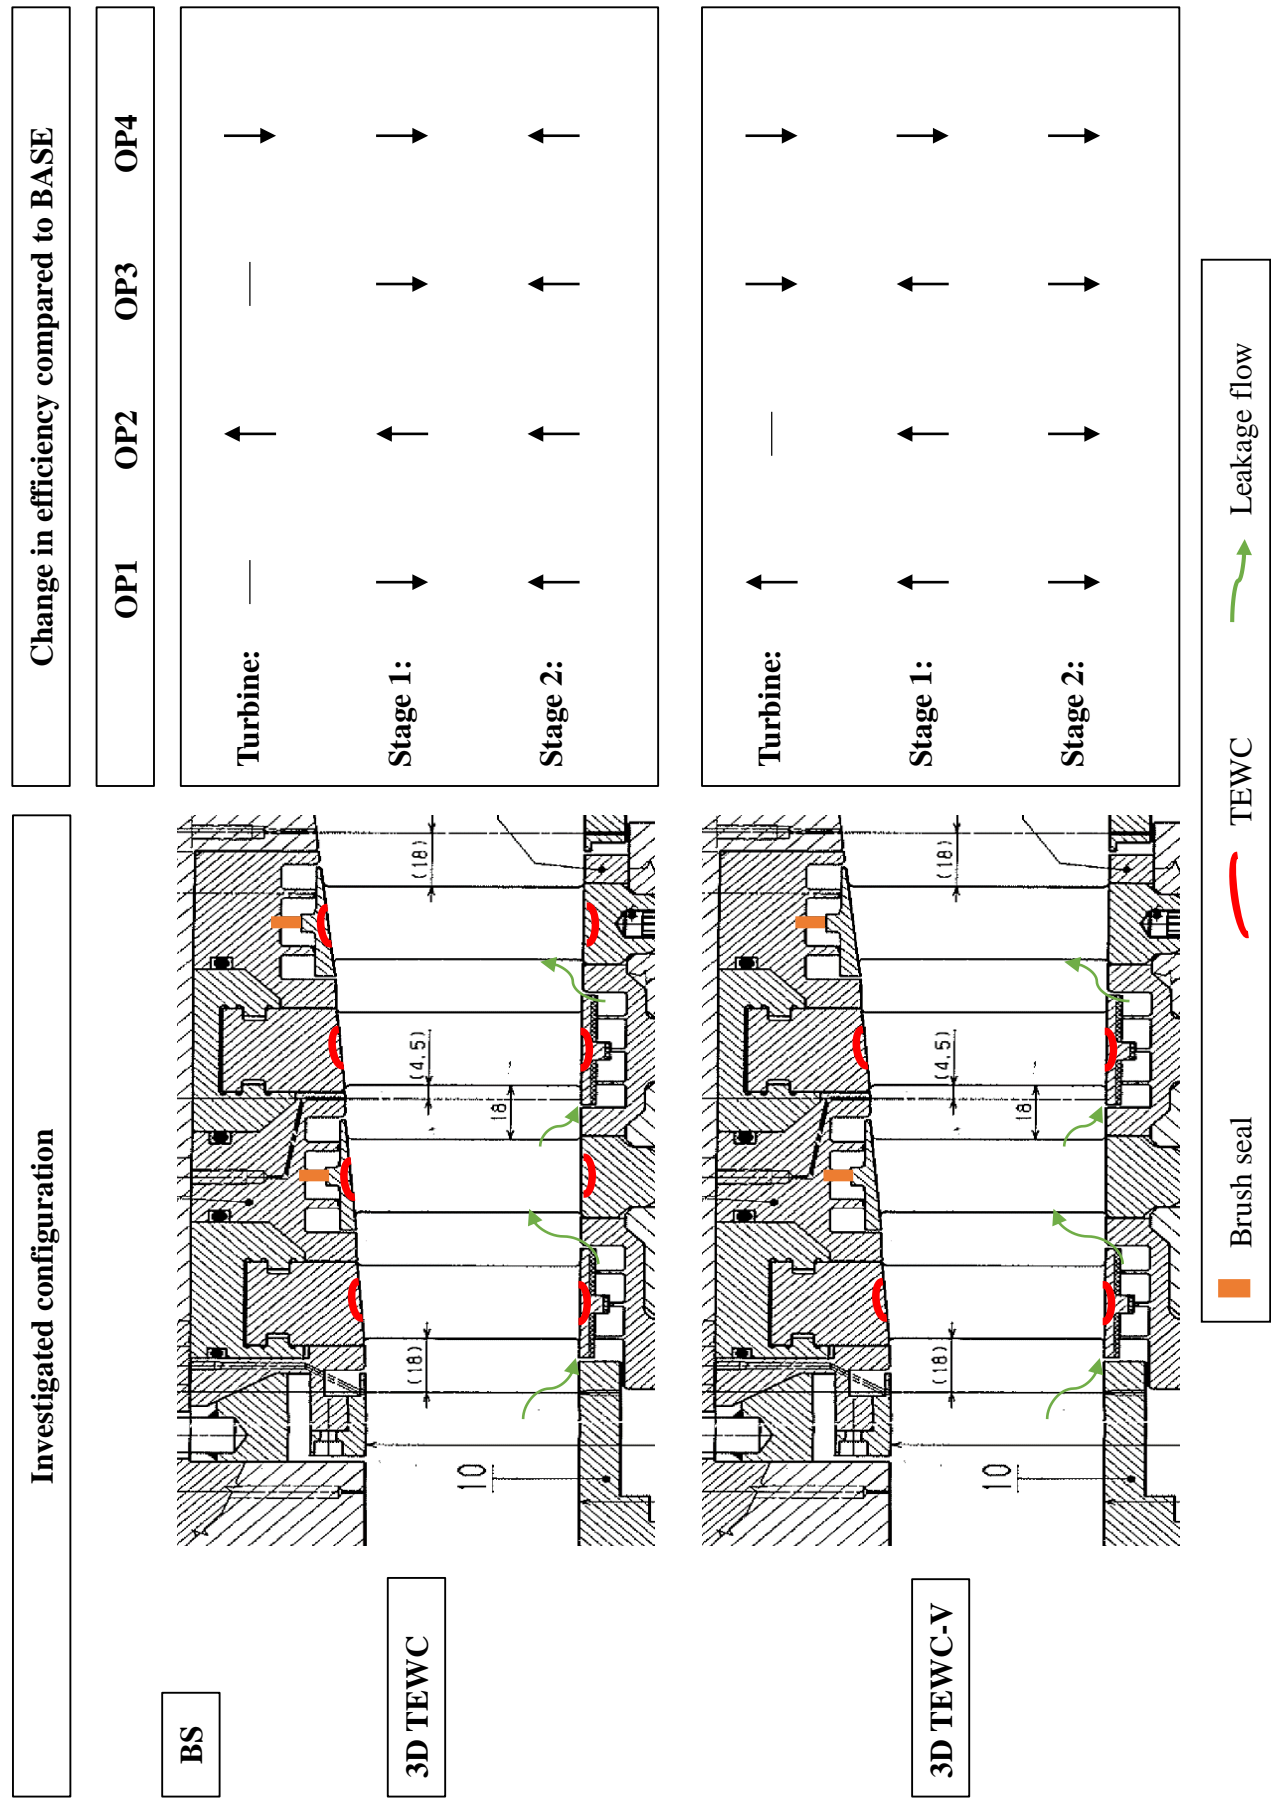 Investigated configuration
Change in efficiency compared to BASE
OP1 OP2 OP3 OP4
BS
3D TEWC
10
(18)
18
(4,5)
(18)
Turbine:
Stage 1:
Stage 2:
3D TEWC-V
10
(18)
18
(4,5)
(18)
Turbine:
Stage 1:
Stage 2:
Brush seal TEWC Leakage flow